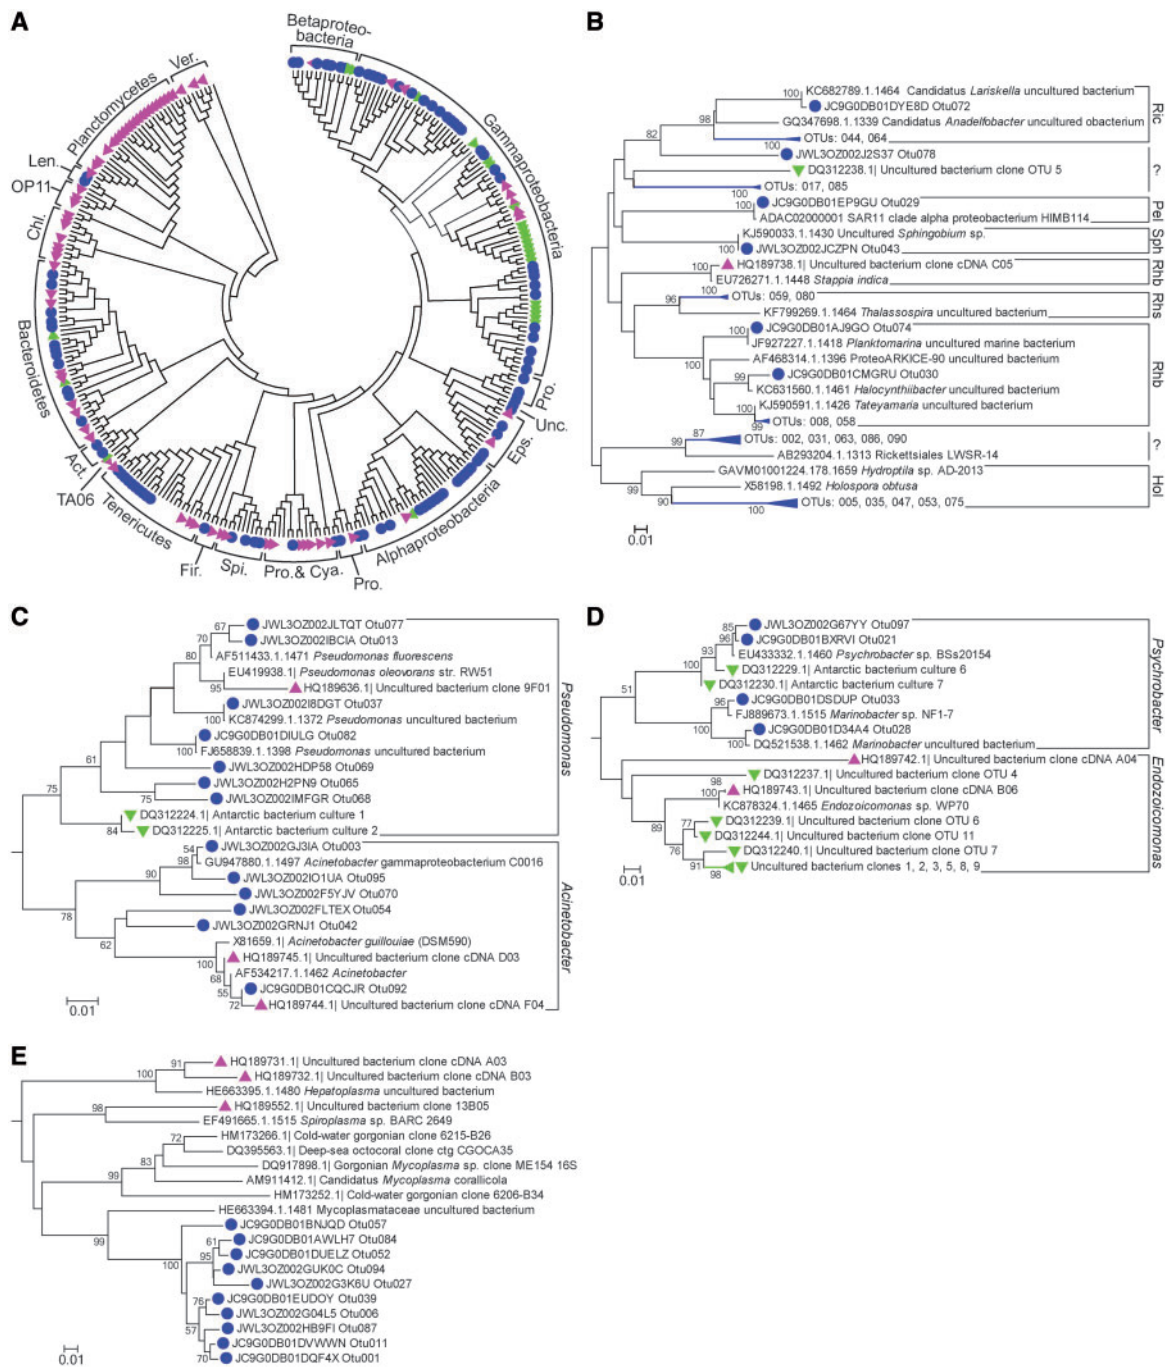 A
Betaproteo-
bacteria
Ver.
Planctomycetes
Len.
OP11
Chl.
Bacteroidetes
Act.
TA06
Tenericutes
Fir.
Spi.
Pro.& Cya.
Pro.
Alphaproteobacteria
Eps.
Unc.
Pro.
Gammaproteobacteria
B
100 KC682789.1.1464 Candidatus Lariskella uncultured bacterium
JC9G0DB01DYE8D Otu072
98 GQ347698.1.1339 Candidatus Anadelfobacter uncultured obacterium
82 100 OTUs: 044, 064
Ric
JWL3OZ002J2S37 Otu078
DQ312238.1| Uncultured bacterium clone OTU 5
100 OTUs: 017, 085
?
100 JC9G0DB01EP9GU Otu029
ADAC02000001 SAR11 clade alpha proteobacterium HIMB114
Pel
KJ590033.1.1430 Uncultured Sphingobium sp.
100 JWL3OZ002JCZPN Otu043
Sph
HQ189738.1| Uncultured bacterium clone cDNA C05
100 EU726271.1.1448 Stappia indica
Rhb
100 OTUs: 059, 080
96 KF799269.1.1464 Thalassospira uncultured bacterium
Rhs
100 JC9G0DB01AJ9GO Otu074
JF927227.1.1418 Planktomarina uncultured marine bacterium
100 AF468314.1.1396 ProteoARKICE-90 uncultured bacterium
JC9G0DB01CMGRU Otu030
99 KC631560.1.1461 Halocynthiibacter uncultured bacterium
100 KJ590591.1.1426 Tateyamaria uncultured bacterium
99 OTUs: 008, 058
Rhb
87 OTUs: 002, 031, 063, 086, 090
99 AB293204.1.1313 Rickettsiales LWSR-14
?
GAVM01001224.178.1659 Hydroptila sp. AD-2013
99 X58198.1.1492 Holospora obtusa
90 100 OTUs: 005, 035, 047, 053, 075
Hol
0.01
C
67 JWL3OZ002JLTQT Otu077
70 JWL3OZ002IBCIA Otu013
80 AF511433.1.1471 Pseudomonas fluorescens
EU419938.1| Pseudomonas oleovorans str. RW51
95 HQ189636.1| Uncultured bacterium clone 9F01
JWL3OZ002I8DGT Otu037
100 KC874299.1.1372 Pseudomonas uncultured bacterium
JC9G0DB01DIULG Otu082
100 FJ658839.1.1398 Pseudomonas uncultured bacterium
61 JWL3OZ002HDP58 Otu069
JWL3OZ002H2PN9 Otu065
75 75 JWL3OZ002IMFGR Otu068
DQ312224.1| Antarctic bacterium culture 1
84 DQ312225.1| Antarctic bacterium culture 2
Pseudomonas
54 JWL3OZ002GJ3IA Otu003
98 GU947880.1.1497 Acinetobacter gammaproteobacterium C0016
90 JWL3OZ002IO1UA Otu095
JWL3OZ002F5YJV Otu070
78 JWL3OZ002FLTEX Otu054
JWL3OZ002GRNJ1 Otu042
62 X81659.1| Acinetobacter guillouiae (DSM590)
100 HQ189745.1| Uncultured bacterium clone cDNA D03
68 AF534217.1.1462 Acinetobacter
55 JC9G0DB01CQCJR Otu092
72 HQ189744.1| Uncultured bacterium clone cDNA F04
Acinetobacter
0.01
D
85 JWL3OZ002G67YY Otu097
96 JC9G0DB01BXRVI Otu021
93 EU433332.1.1460 Psychrobacter sp. BSs20154
DQ312229.1| Antarctic bacterium culture 6
100 DQ312230.1| Antarctic bacterium culture 7
51 JC9G0DB01DSDUP Otu033
96 FJ889673.1.1515 Marinobacter sp. NF1-7
100 JC9G0DB01D34A4 Otu028
100 DQ521538.1.1462 Marinobacter uncultured bacterium
Psychrobacter
HQ189742.1| Uncultured bacterium clone cDNA A04
DQ312237.1| Uncultured bacterium clone OTU 4
98 HQ189743.1| Uncultured bacterium clone cDNA B06
100 KC878324.1.1465 Endozoicomonas sp. WP70
89 DQ312239.1| Uncultured bacterium clone OTU 6
77 DQ312244.1| Uncultured bacterium clone OTU 11
76 DQ312240.1| Uncultured bacterium clone OTU 7
91 98 Uncultured bacterium clones 1, 2, 3, 5, 8, 9
Endozoicomonas
0.01
E
91 HQ189731.1| Uncultured bacterium clone cDNA A03
100 HQ189732.1| Uncultured bacterium clone cDNA B03
HE663395.1.1480 Hepatoplasma uncultured bacterium
98 HQ189552.1| Uncultured bacterium clone 13B05
EF491665.1.1515 Spiroplasma sp. BARC 2649
72 HM173266.1| Cold-water gorgonian clone 6215-B26
DQ395563.1| Deep-sea octocoral clone ctg CGOCA35
83 DQ917898.1| Gorgonian Mycoplasma sp. clone ME154 16S
99 AM911412.1| Candidatus Mycoplasma corallicola
HM173252.1| Cold-water gorgonian clone 6206-B34
HE663394.1.1481 Mycoplasmataceae uncultured bacterium
99 JC9G0DB01BNJQD Otu057
61 JC9G0DB01AWLH7 Otu084
100 95 JC9G0DB01DUELZ Otu052
JWL3OZ002GUK0C Otu094
JWL3OZ002G3K6U Otu027
76 JC9G0DB01EUDOY Otu039
JWL3OZ002G04L5 Otu006
57 JWL3OZ002HB9FI Otu087
JC9G0DB01DVWWN Otu011
70 JC9G0DB01DQF4X Otu001
0.01